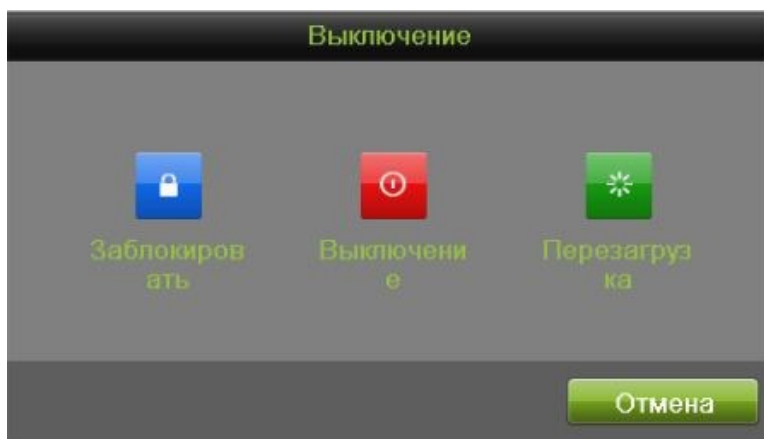 Выключение
Заблокиров
ать
Выключени
е
Перезагруз
ка
Отмена